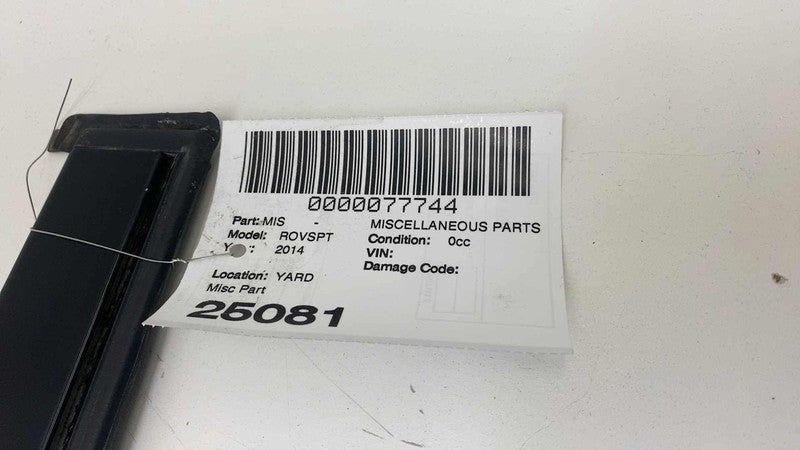 0000077744
Part: MIS - MISCELLANEOUS PARTS
Model: ROVSPT Condition: 0cc
2014 VIN:
Damage Code:
Location: YARD
Misc Part
25081